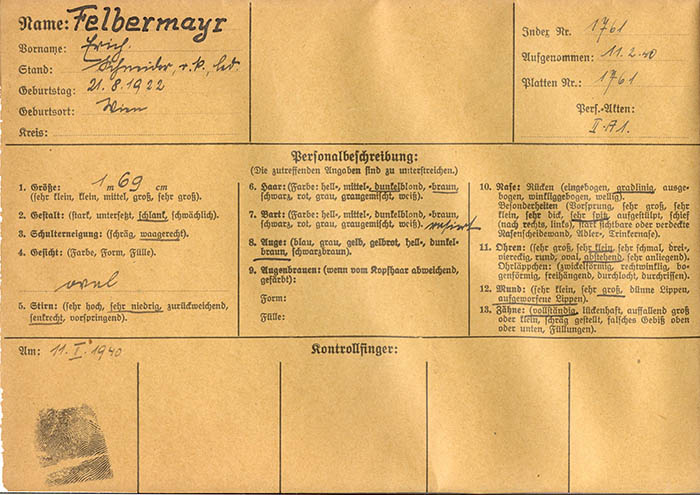 Name: Felbermayr
Vorname: Erich.
Stand: Schneider, r.k., led.
Geburtstag: 21.8.1922
Geburtsort: Wien
Kreis:
Index Nr. 1761
Aufgenommen: 11.2.40
Platten Nr.: 1761
Pers.-Akten:
II-A1.
Personalbeschreibung:
(Die zutreffenden Angaben sind zu unterstreichen.)
1. Größe: 1 m 69 cm
(sehr klein, klein, mittel, groß, sehr groß).
2. Gestalt: (stark, untersetzt, schlank, schwächlich).
3. Schulterneigung: (schräg, waagerecht).
4. Gesicht: (Farbe, Form, Fülle).
oval
5. Stirn: (sehr hoch, sehr niedrig, zurückweichend,
senkrecht, vorspringend).
6. Haar: (Farbe: hell-, mittel-, dunkelblond, -braun,
schwarz, rot, grau, graugemischt, weiß).
7. Bart: (Farbe: hell-, mittel-, dunkelblond, -braun,
schwarz, rot, grau, graugemischt, weiß). rasiert
8. Auge: (blau, grau, gelb, gelbrot, hell-, dunkel-
braun, schwarzbraun).
9. Augenbrauen: (wenn vom Kopfhaar abweichend,
gefärbt):
Form:
Fülle:
10. Nase: Rücken (eingebogen, gradlinig, ausge-
bogen, winkliggebogen, wellig).
Besonderheiten (Vorsprung, sehr groß, sehr
klein, sehr dick, sehr spitz, aufgestülpt, schief
(nach rechts, links), stark sichtbare oder verdeckte
Nasenscheidewand, Adler-, Trinkernase).
11. Ohren: (sehr groß, sehr klein, sehr schmal, drei-
viereckig, rund, oval, abstehend, sehr anliegend).
Ohrläppchen: (zwickelförmig, rechtwinklig, bo-
genförmig, freihängend, durchlocht, durchrissen).
12. Mund: (sehr klein, sehr groß, dünne Lippen,
aufgeworfene Lippen).
13. Zähne: (vollständig, lückenhaft, auffallend groß
oder klein, schräg gestellt, falsches Gebiß oben
oder unten, Füllungen).
Am: 11.I.1940
Kontrollfinger: